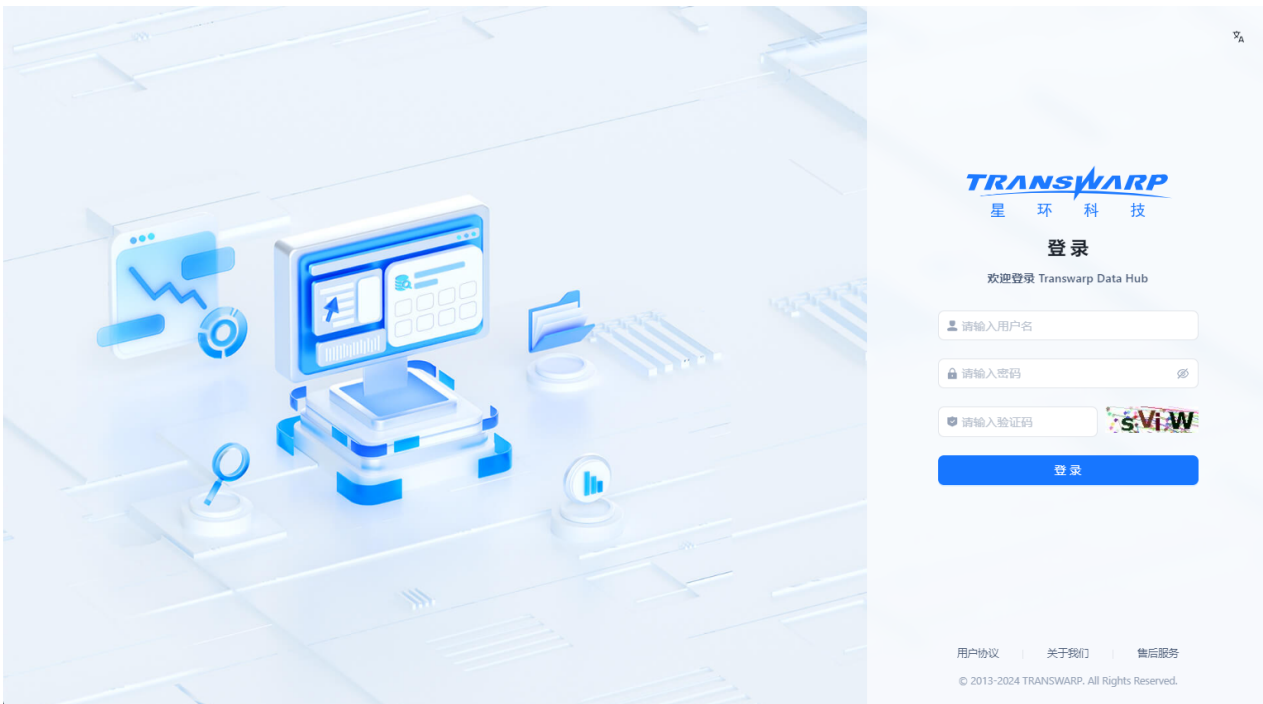 TRANSWARP
星环科技
登录
欢迎登录 Transwarp Data Hub
请输入用户名
请输入密码
请输入验证码
登录
用户协议 关于我们 售后服务
© 2013-2024 TRANSWARP. All Rights Reserved.